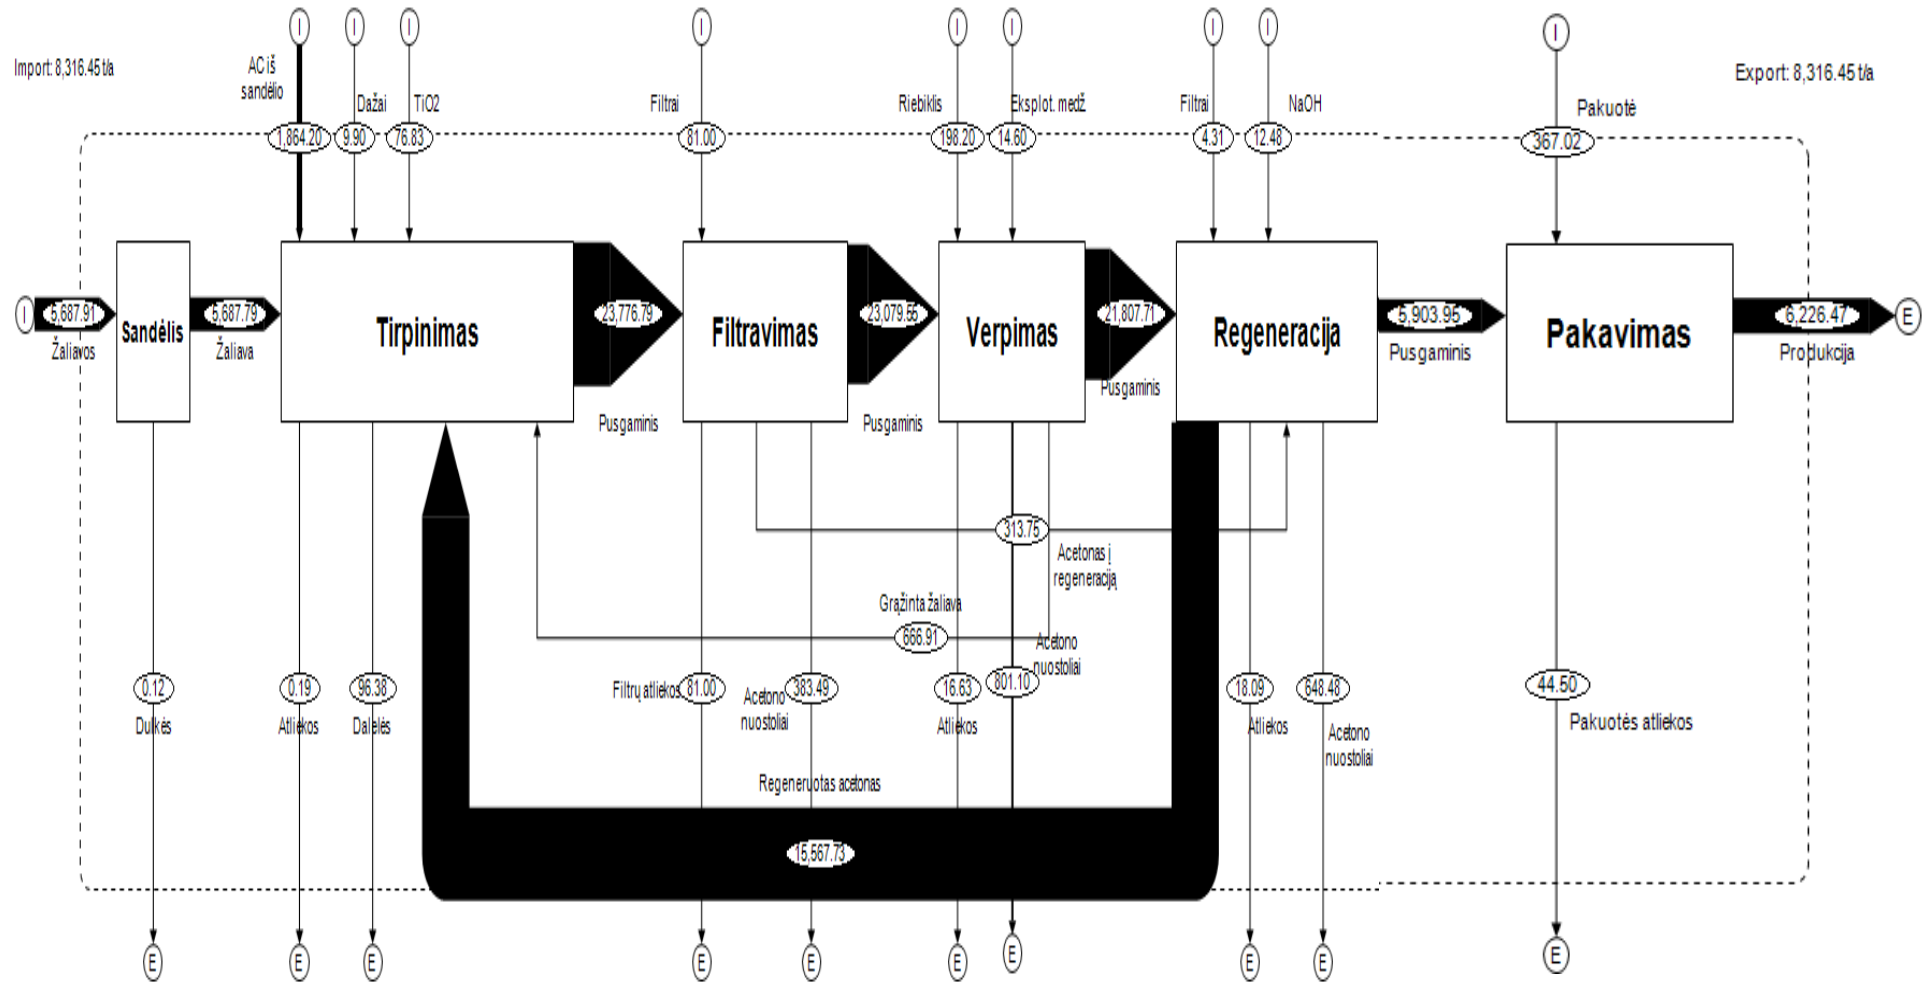 I
I
I
I
I
I
I
I
I
Import: 8,316.45 t/a
AC iš
sandėlio
Dažai
TiO2
Filtrai
Riebiklis
Eksplot. medž.
Filtrai
NaOH
Pakuotė
Export: 8,316.45 t/a
1,864.20
9.90
76.83
81.00
198.20
14.60
4.31
12.48
367.02
I
5,687.91
Žaliavos
Sandėlis
5,687.79
Žaliava
Tirpinimas
23,776.79
Pusgaminis
Filtravimas
23,079.55
Pusgaminis
Verpimas
21,807.71
Pusgaminis
Regeneracija
5,903.95
Pusgaminis
Pakavimas
6,226.47
Produkcija
E
313.75
Acetonas į
regeneraciją
Grąžinta žaliava
666.91
0.12
Dulkės
0.19
Atliekos
96.38
Dalelės
Filtrų atliekos
81.00
383.49
Acetono
nuostoliai
16.63
Atliekos
801.10
Acetono
nuostoliai
18.09
Atliekos
648.48
Acetono
nuostoliai
44.50
Pakuotės atliekos
Regeneruotas acetonas
15,567.73
E
E
E
E
E
E
E
E
E
E